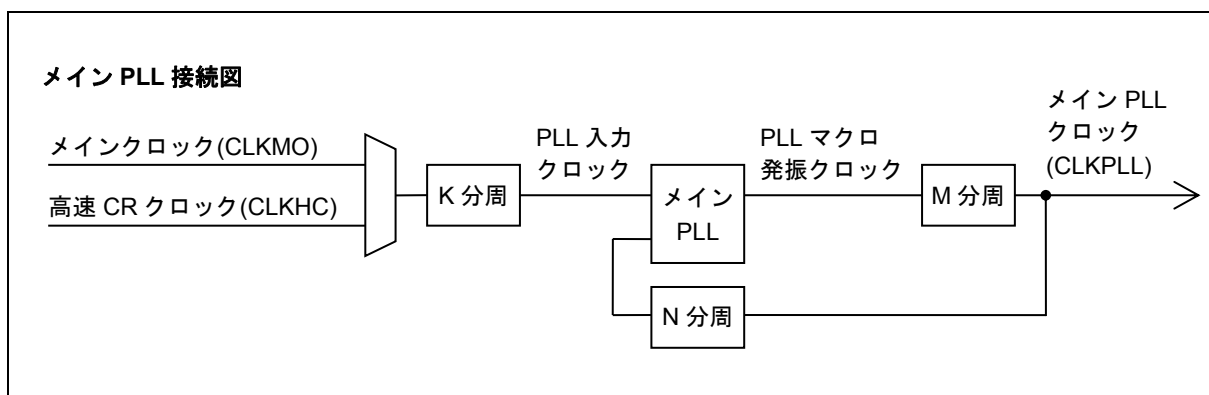 メイン PLL 接続図
メインクロック(CLKMO)
高速 CR クロック(CLKHC)
K 分周
PLL 入力
クロック
メイン
PLL
PLL マクロ
発振クロック
M 分周
メイン PLL
クロック
(CLKPLL)
N 分周